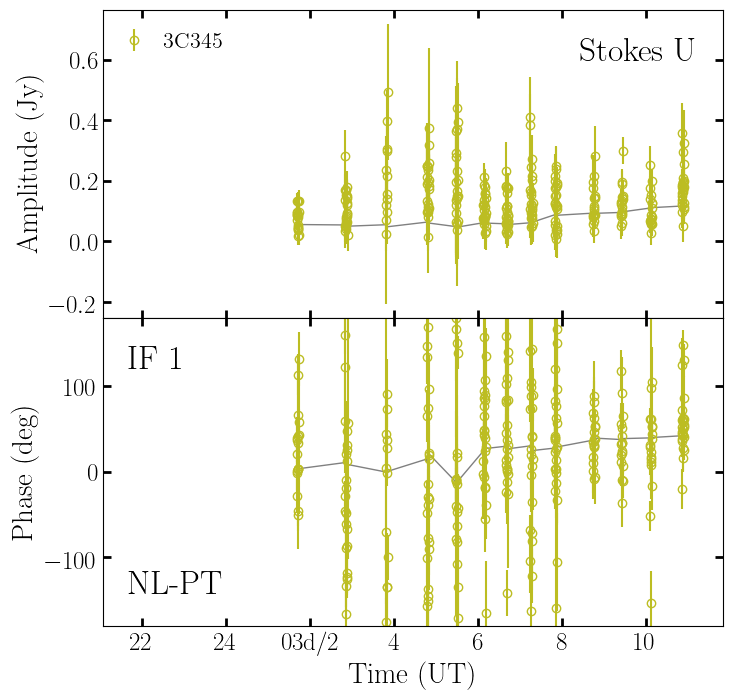 3C345
Stokes U
Amplitude (Jy)
0.6
0.4
0.2
0.0
−0.2
IF 1
NL-PT
Phase (deg)
100
0
−100
22 24 03d/2 4 6 8 10
Time (UT)